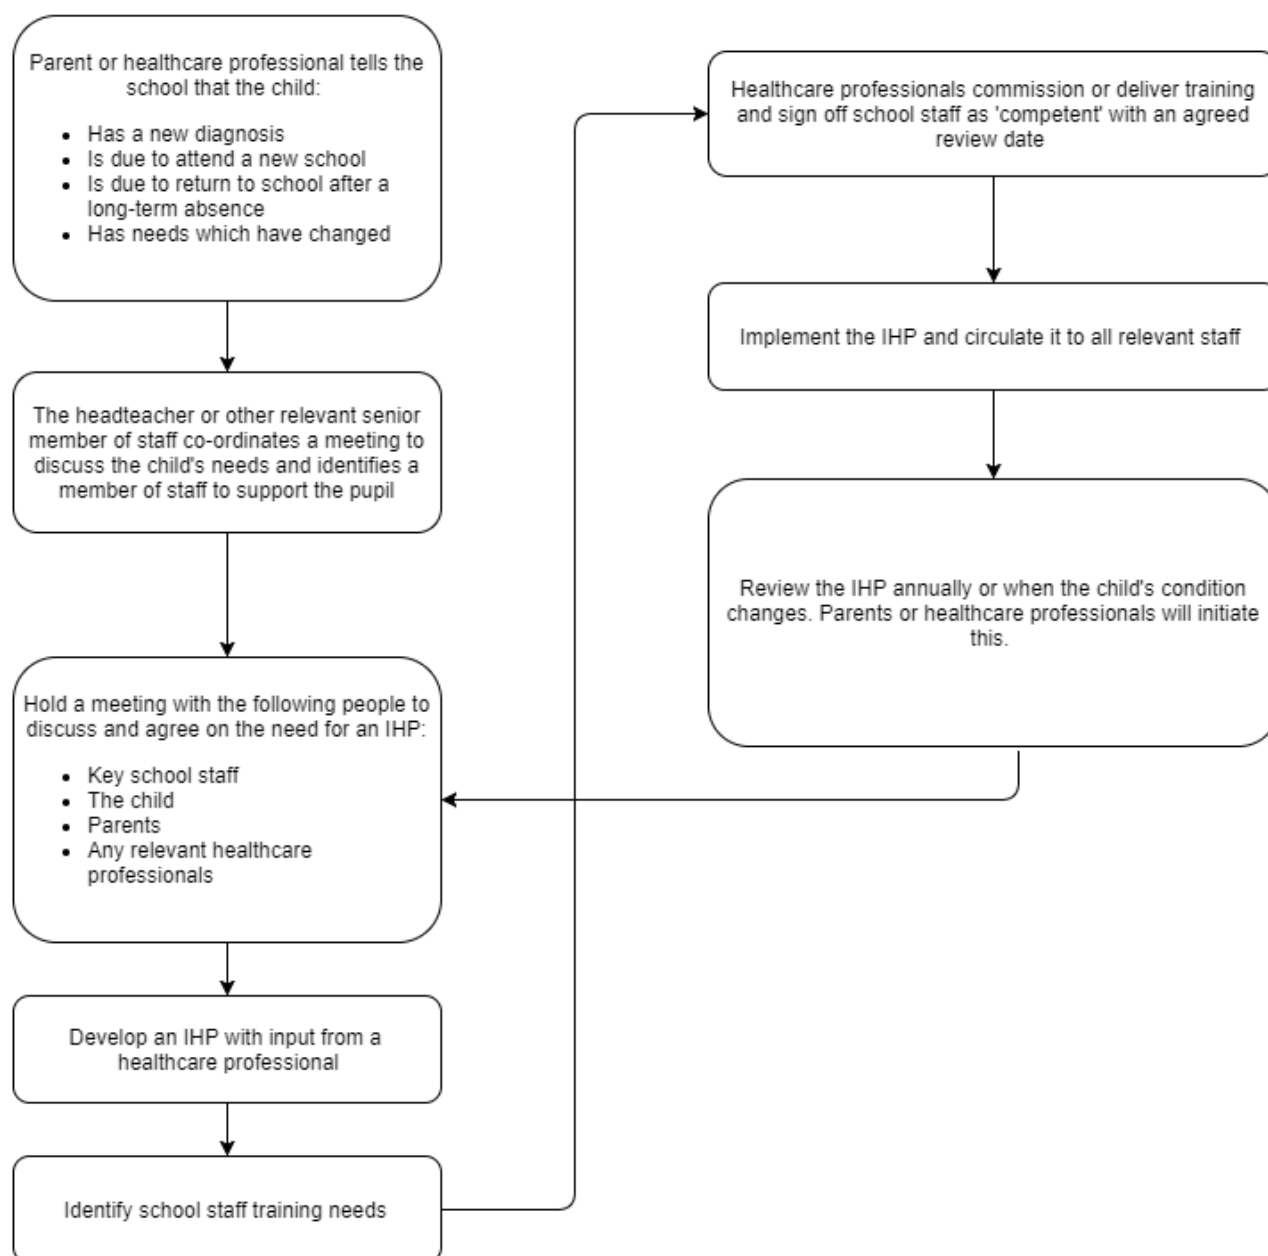 Parent or healthcare professional tells the
school that the child:
• Has a new diagnosis
• Is due to attend a new school
• Is due to return to school after a
long-term absence
• Has needs which have changed
The headteacher or other relevant senior
member of staff co-ordinates a meeting to
discuss the child's needs and identifies a
member of staff to support the pupil
Hold a meeting with the following people to
discuss and agree on the need for an IHP:
• Key school staff
• The child
• Parents
• Any relevant healthcare
professionals
Develop an IHP with input from a
healthcare professional
Identify school staff training needs
Healthcare professionals commission or deliver training
and sign off school staff as 'competent' with an agreed
review date
Implement the IHP and circulate it to all relevant staff
Review the IHP annually or when the child's condition
changes. Parents or healthcare professionals will initiate
this.